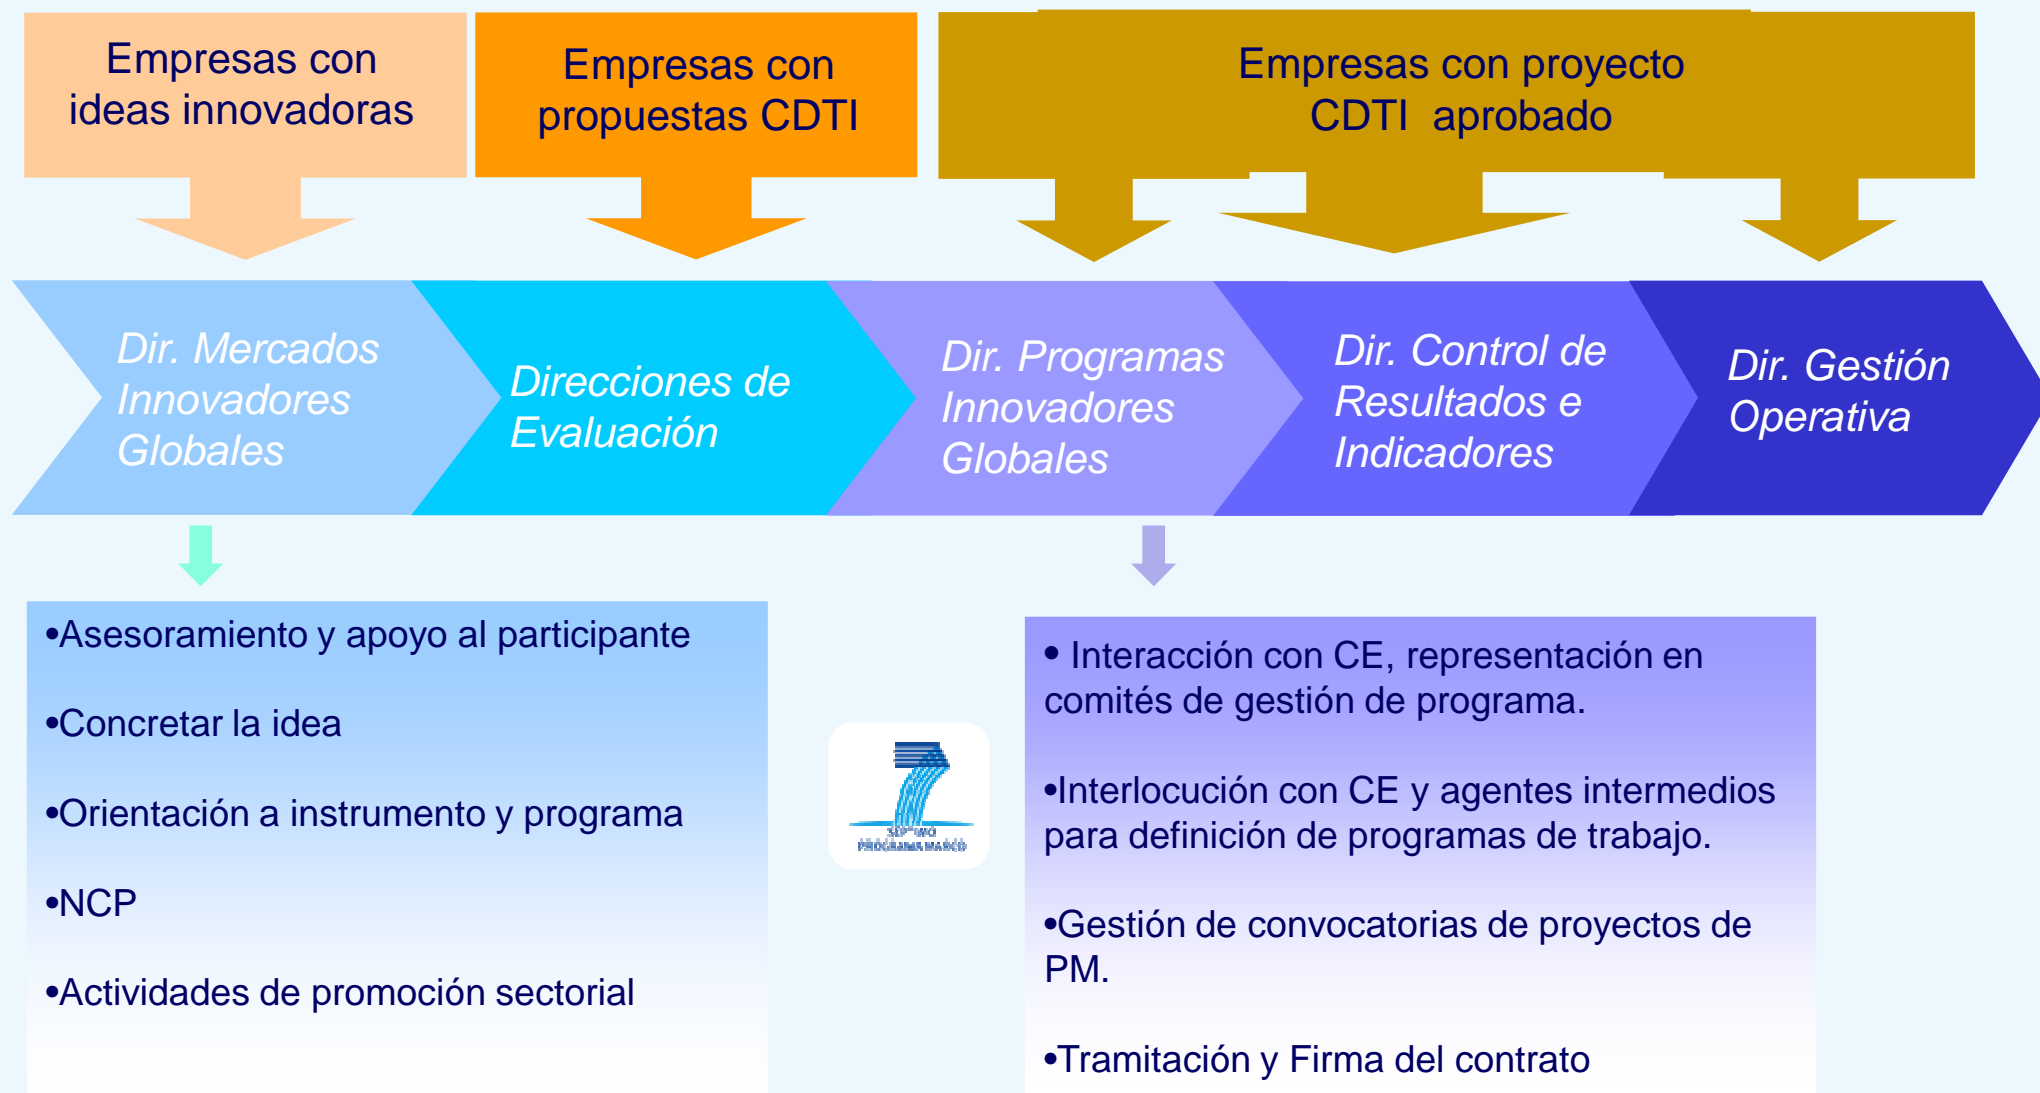 Empresas con
ideas innovadoras
Empresas con
propuestas CDTI
Empresas con proyecto
CDTI aprobado
Dir. Mercados
Innovadores
Globales
Direcciones de
Evaluación
Dir. Programas
Innovadores
Globales
Dir. Control de
Resultados e
Indicadores
Dir. Gestión
Operativa
•Asesoramiento y apoyo al participante
•Concretar la idea
•Orientación a instrumento y programa
•NCP
•Actividades de promoción sectorial
SÉPTIMO
PROGRAMA MARCO
• Interacción con CE, representación en
comités de gestión de programa.
•Interlocución con CE y agentes intermedios
para definición de programas de trabajo.
•Gestión de convocatorias de proyectos de
PM.
•Tramitación y Firma del contrato